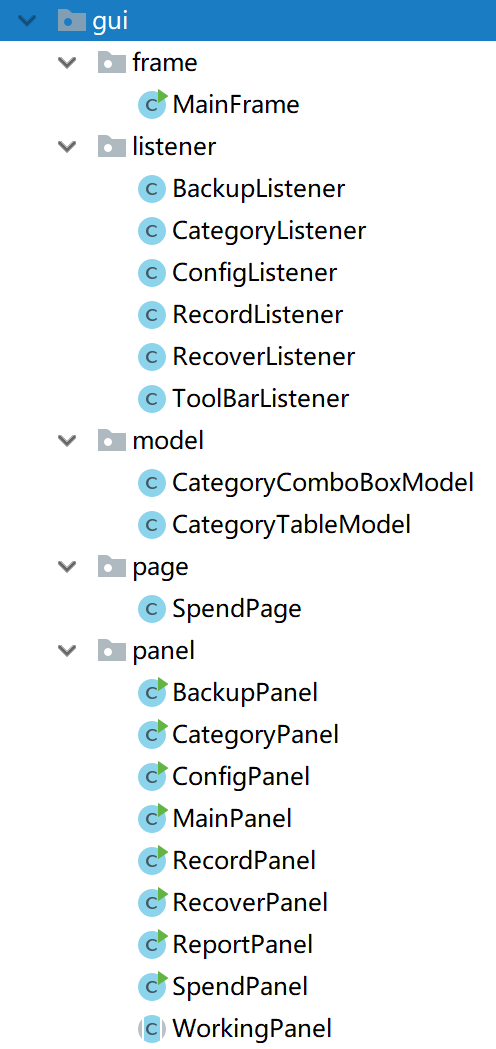 gui
frame
MainFrame
listener
BackupListener
CategoryListener
ConfigListener
RecordListener
RecoverListener
ToolBarListener
model
CategoryComboBoxModel
CategoryTableModel
page
SpendPage
panel
BackupPanel
CategoryPanel
ConfigPanel
MainPanel
RecordPanel
RecoverPanel
ReportPanel
SpendPanel
WorkingPanel